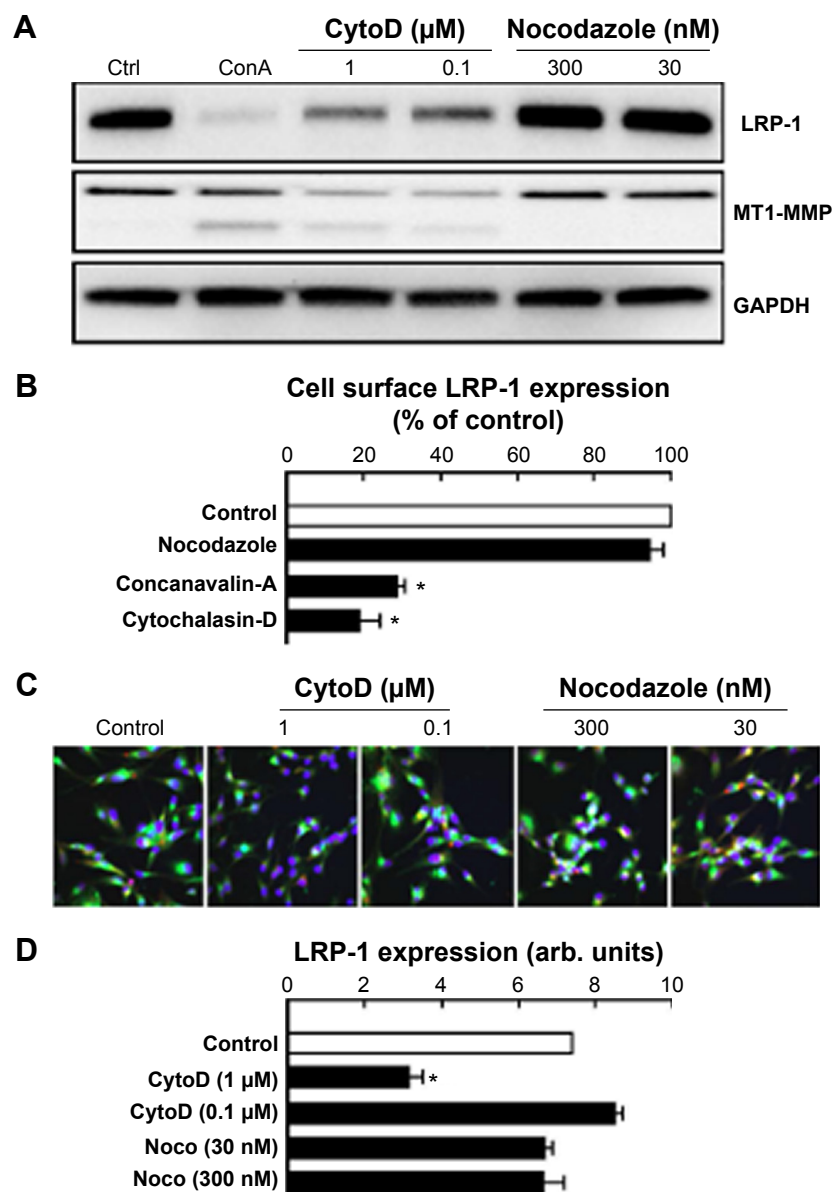 A
CytoD (µM) Nocodazole (nM)
Ctrl ConA 1 0.1 300 30
LRP-1
MT1-MMP
GAPDH
B
Cell surface LRP-1 expression
(% of control)
0 20 40 60 80 100
Control
Nocodazole
Concanavalin-A *
Cytochalasin-D *
C
CytoD (µM) Nocodazole (nM)
Control 1 0.1 300 30
D
LRP-1 expression (arb. units)
0 2 4 6 8 10
Control
CytoD (1 µM) *
CytoD (0.1 µM)
Noco (30 nM)
Noco (300 nM)